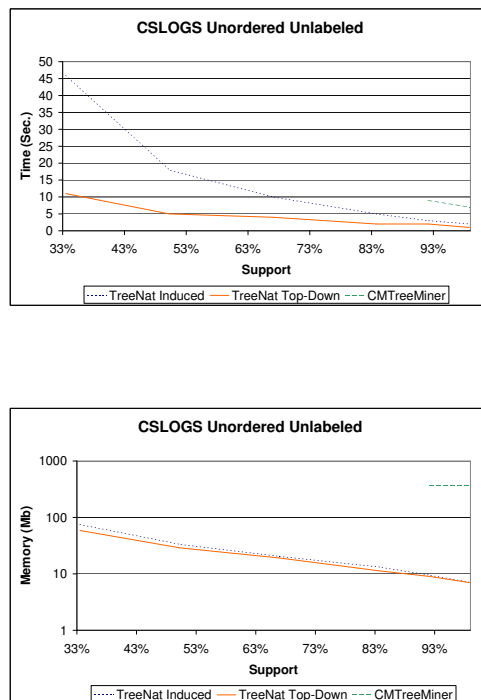 CSLOGS Unordered Unlabeled
50
45
40
35
30
25
20
15
10
5
0
Time (Sec.)
33% 43% 53% 63% 73% 83% 93%
Support
TreeNat Induced TreeNat Top-Down CMTreeMiner
CSLOGS Unordered Unlabeled
1000
100
10
1
Memory (Mb)
33% 43% 53% 63% 73% 83% 93%
Support
TreeNat Induced TreeNat Top-Down CMTreeMiner